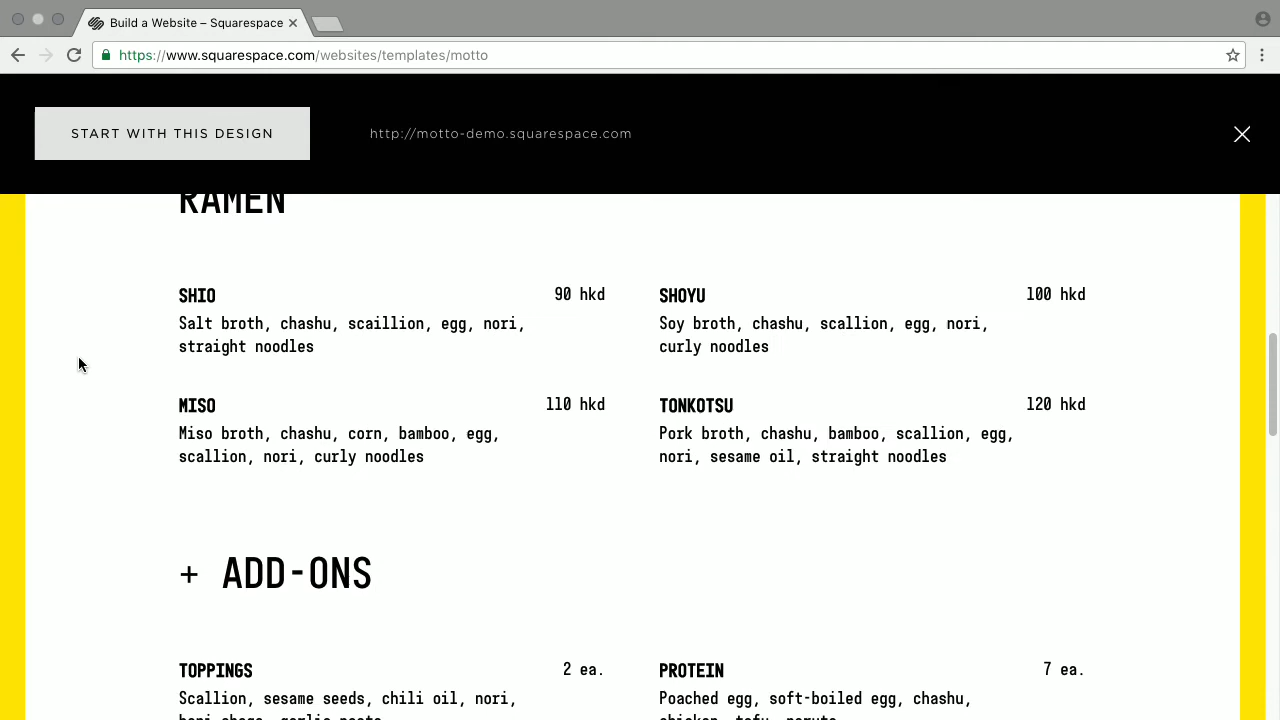 Build a Website – Squarespace
https://www.squarespace.com/websites/templates/motto
START WITH THIS DESIGN
http://motto-demo.squarespace.com
RAMEN
SHIO 90 hkd
Salt broth, chashu, scaillion, egg, nori,
straight noodles
SHOYU 100 hkd
Soy broth, chashu, scallion, egg, nori,
curly noodles
MISO 110 hkd
Miso broth, chashu, corn, bamboo, egg,
scallion, nori, curly noodles
TONKOTSU 120 hkd
Pork broth, chashu, bamboo, scallion, egg,
nori, sesame oil, straight noodles
+ ADD-ONS
TOPPINGS 2 ea.
Scallion, sesame seeds, chili oil, nori,
PROTEIN 7 ea.
Poached egg, soft-boiled egg, chashu,